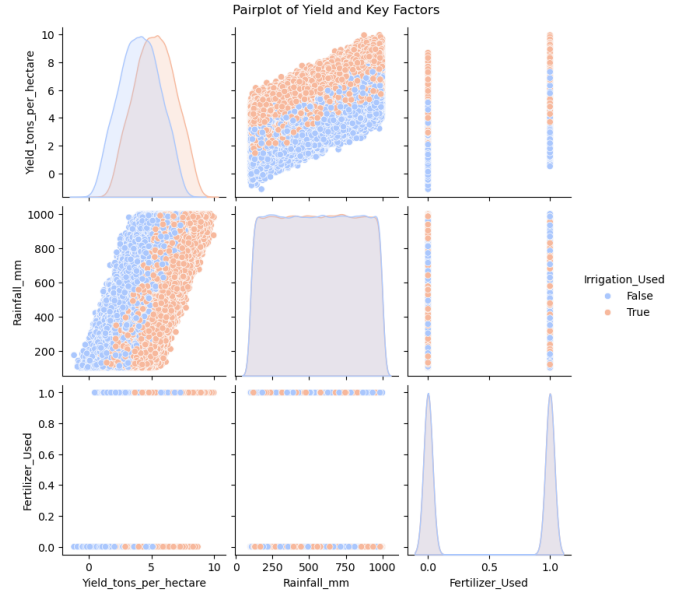 Pairplot of Yield and Key Factors
Yield_tons_per_hectare
10
8
6
4
2
0
Rainfall_mm
1000
800
600
400
200
Irrigation_Used
False
True
Fertilizer_Used
1.0
0.8
0.6
0.4
0.2
0.0
0 5 10
0 250 500 750 1000
0.0 0.5 1.0
Yield_tons_per_hectare Rainfall_mm Fertilizer_Used